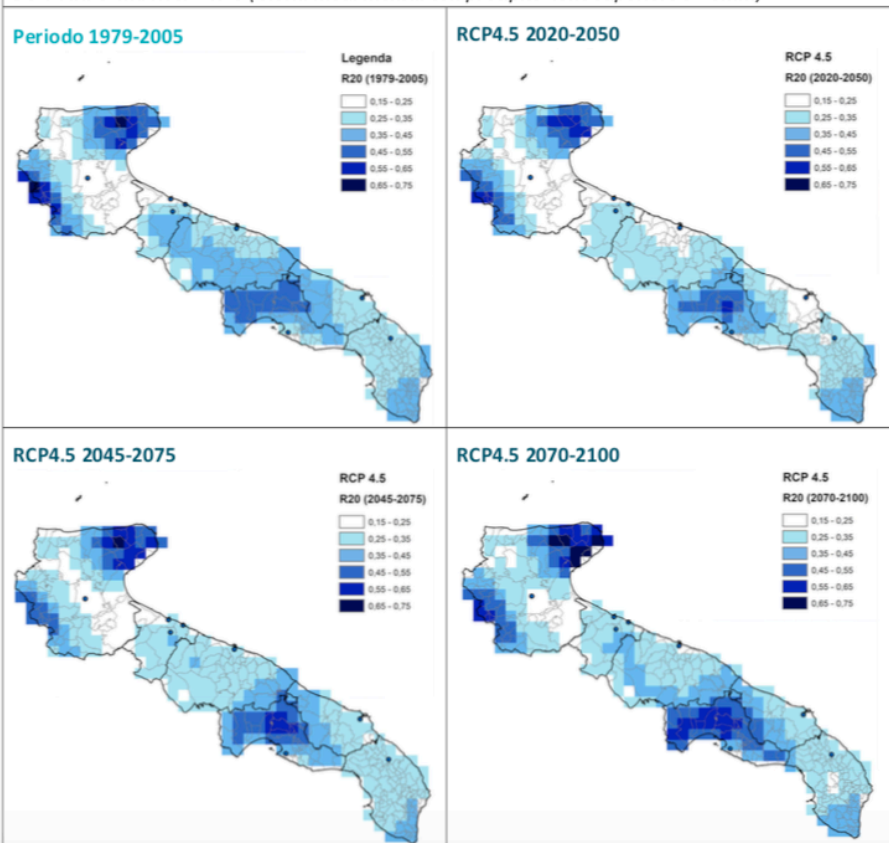 Periodo 1979-2005
Legenda
R20 (1979-2005)
0,15 - 0,25
0,25 - 0,35
0,35 - 0,45
0,45 - 0,55
0,55 - 0,65
0,65 - 0,75
RCP4.5 2020-2050
RCP 4.5
R20 (2020-2050)
0,15 - 0,25
0,25 - 0,35
0,35 - 0,45
0,45 - 0,55
0,55 - 0,65
0,65 - 0,75
RCP4.5 2045-2075
RCP 4.5
R20 (2045-2075)
0,15 - 0,25
0,25 - 0,35
0,35 - 0,45
0,45 - 0,55
0,55 - 0,65
0,65 - 0,75
RCP4.5 2070-2100
RCP 4.5
R20 (2070-2100)
0,15 - 0,25
0,25 - 0,35
0,35 - 0,45
0,45 - 0,55
0,55 - 0,65
0,65 - 0,75